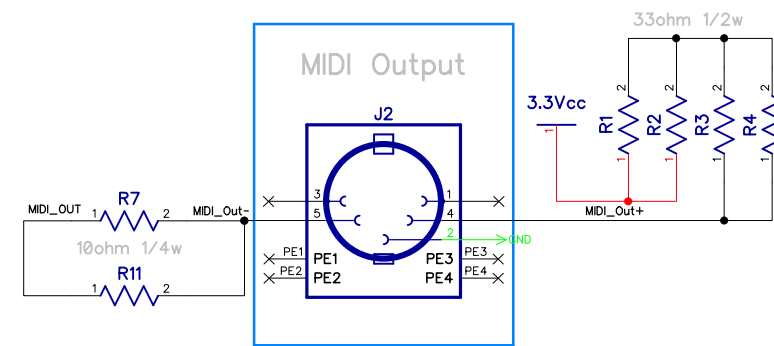 33ohm 1/2w
MIDI Output
3.3Vcc
1
J2
2 2 2 2
R1 R2 R3 R4
1 1 1 1
3 1
MIDI_OUT 1 R7 2 MIDI_Out- 5 4 MIDI_Out+
2 GND
10ohm 1/4w
PE1 PE1 PE3 PE3
PE2 PE2 PE4 PE4
R11
1 2